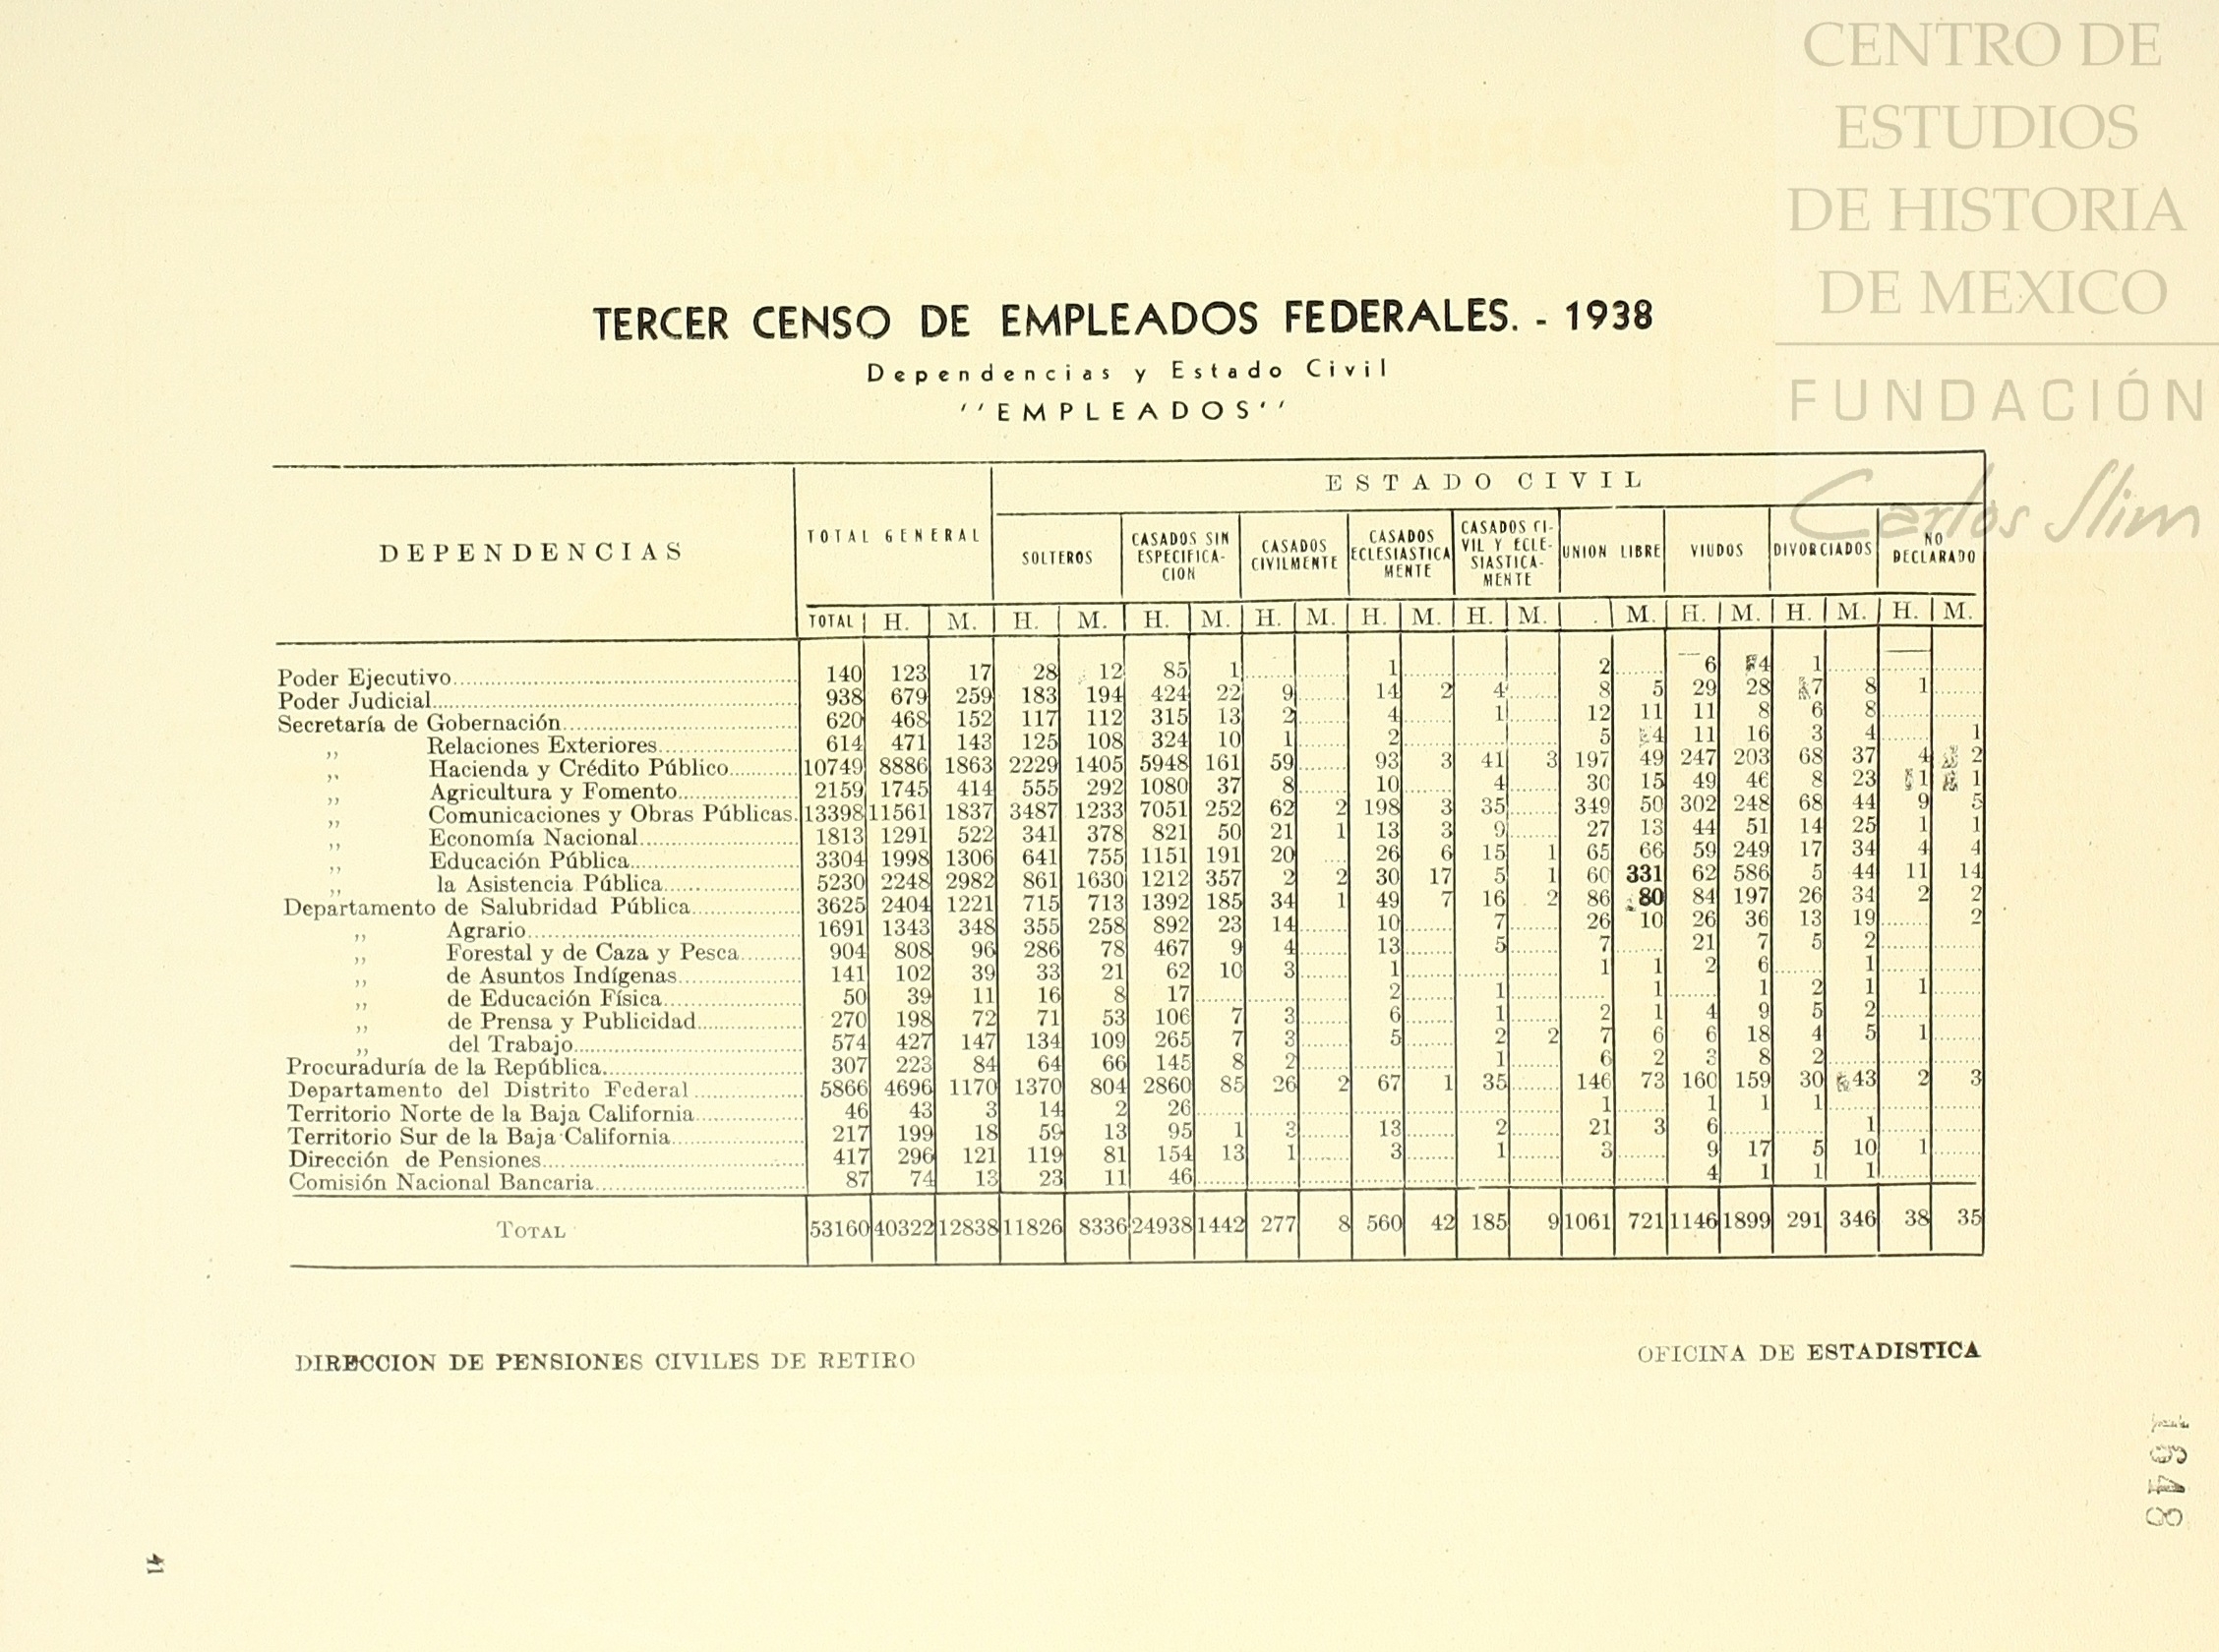 CENTRO DE
ESTUDIOS
DE HISTORIA
DE MEXICO
FUNDACIÓN
Carlos Slim
TERCER CENSO DE EMPLEADOS FEDERALES. - 1938
Dependencias y Estado Civil
''EMPLEADOS''
DEPENDENCIAS
TOTAL GENERAL
ESTADO CIVIL
SOLTEROS
CASADOS SIN
ESPECIFICA-
CION
CASADOS
CIVILMENTE
CASADOS
ECLESIASTICA
MENTE
CASADOS CI-
VIL Y ECLE-
SIASTICA-
MENTE
UNION LIBRE
VIUDOS
DIVORCIADOS
NO
DECLARADO
TOTAL H. M. H. M. H. M. H. M. H. M. H. M. . M. H. M. H. M. H. M.
Poder Ejecutivo 140 123 17 28 12 85 1 1 2 6 4 1
Poder Judicial 938 679 259 183 194 424 22 9 14 2 4 8 5 29 28 7 8 1
Secretaría de Gobernación 620 468 152 117 112 315 13 2 4 1 12 11 11 8 6 8
,, Relaciones Exteriores 614 471 143 125 108 324 10 1 2 5 4 11 16 3 4 1
,, Hacienda y Crédito Público 10749 8886 1863 2229 1405 5948 161 59 93 3 41 3 197 49 247 203 68 37 4 2
,, Agricultura y Fomento 2159 1745 414 555 292 1080 37 8 10 4 30 15 49 46 8 23 1 1
,, Comunicaciones y Obras Públicas. 13398 11561 1837 3487 1233 7051 252 62 2 198 3 35 349 50 302 248 68 44 9 5
,, Economía Nacional 1813 1291 522 341 378 821 50 21 1 13 3 9 27 13 44 51 14 25 1 1
,, Educación Pública 3304 1998 1306 641 755 1151 191 20 26 6 15 1 65 66 59 249 17 34 4 4
,, la Asistencia Pública 5230 2248 2982 861 1630 1212 357 2 2 30 17 5 1 60 331 62 586 5 44 11 14
Departamento de Salubridad Pública 3625 2404 1221 715 713 1392 185 34 1 49 7 16 2 86 80 84 197 26 34 2 2
,, Agrario 1691 1343 348 355 258 892 23 14 10 7 26 10 26 36 13 19 2
,, Forestal y de Caza y Pesca 904 808 96 286 78 467 9 4 13 5 7 21 7 5 2
,, de Asuntos Indígenas 141 102 39 33 21 62 10 3 1 1 1 2 6 1
,, de Educación Física 50 39 11 16 8 17 2 1 1 1 2 1 1
,, de Prensa y Publicidad 270 198 72 71 53 106 7 3 6 1 2 1 4 9 5 2
,, del Trabajo 574 427 147 134 109 265 7 3 5 2 2 7 6 6 18 4 5 1
Procuraduría de la República 307 223 84 64 66 145 8 2 1 6 2 3 8 2
Departamento del Distrito Federal 5866 4696 1170 1370 804 2860 85 26 2 67 1 35 146 73 160 159 30 43 2 3
Territorio Norte de la Baja California 46 43 3 14 2 26 1 1 1 1
Territorio Sur de la Baja California 217 199 18 59 13 95 1 3 13 2 21 3 6 1
Dirección de Pensiones 417 296 121 119 81 154 13 1 3 1 3 9 17 5 10 1
Comisión Nacional Bancaria 87 74 13 23 11 46 4 1 1 1
TOTAL 53160 40322 12838 11826 8336 24938 1442 277 8 560 42 185 9 1061 721 1146 1899 291 346 38 35
DIRECCION DE PENSIONES CIVILES DE RETIRO
OFICINA DE ESTADISTICA
1648
41